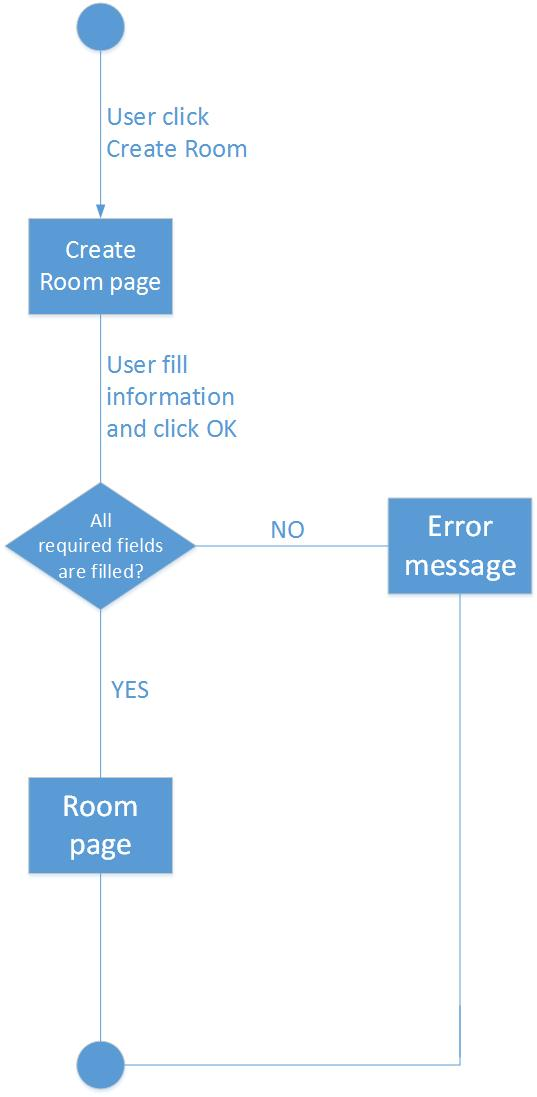 User click
Create Room
Create
Room page
User fill
information
and click OK
All
required fields
are filled?
NO
Error
message
YES
Room
page